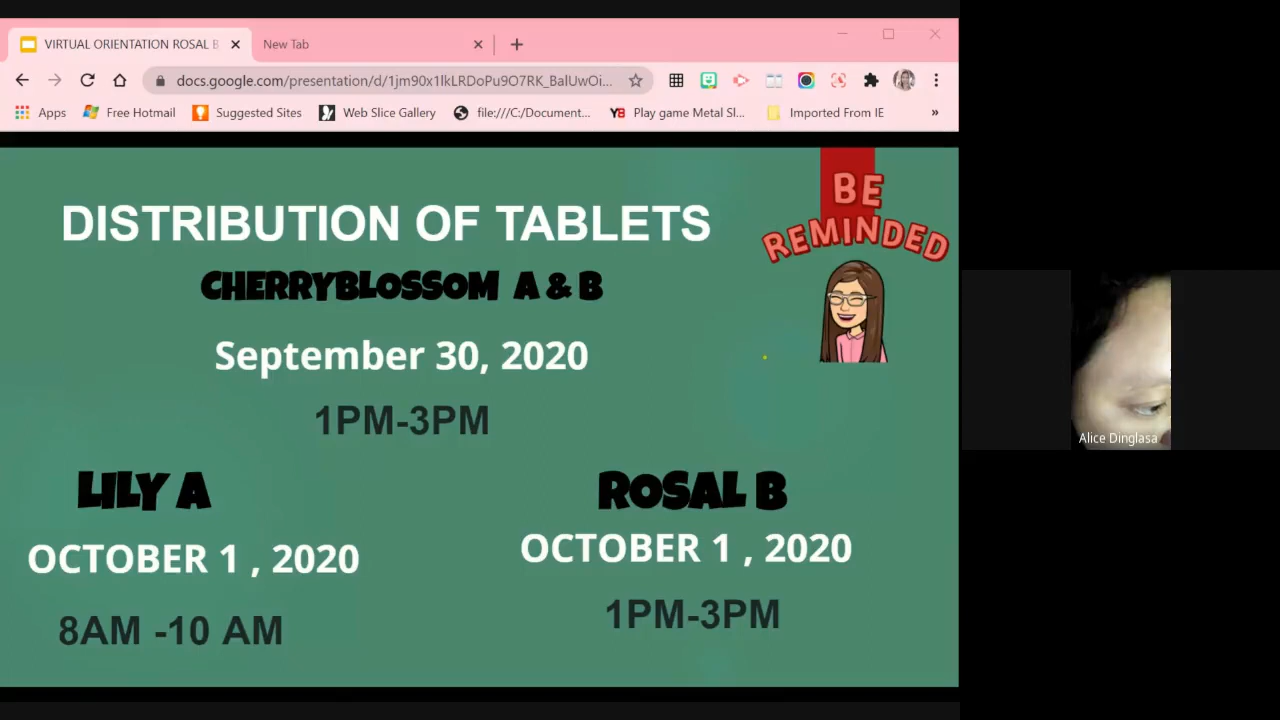 VIRTUAL ORIENTATION ROSAL B
New Tab
docs.google.com/presentation/d/1jm90x1lkLRDoPu9O7RK_BalUwOi...
Apps
Free Hotmail
Suggested Sites
Web Slice Gallery
file:///C:/Document...
YB Play game Metal Sl...
Imported From IE
»
BE
REMINDED
DISTRIBUTION OF TABLETS
CHERRYBLOSSOM A & B
September 30, 2020
1PM-3PM
LILY A
OCTOBER 1 , 2020
8AM -10 AM
ROSAL B
OCTOBER 1 , 2020
1PM-3PM
Alice Dinglasa